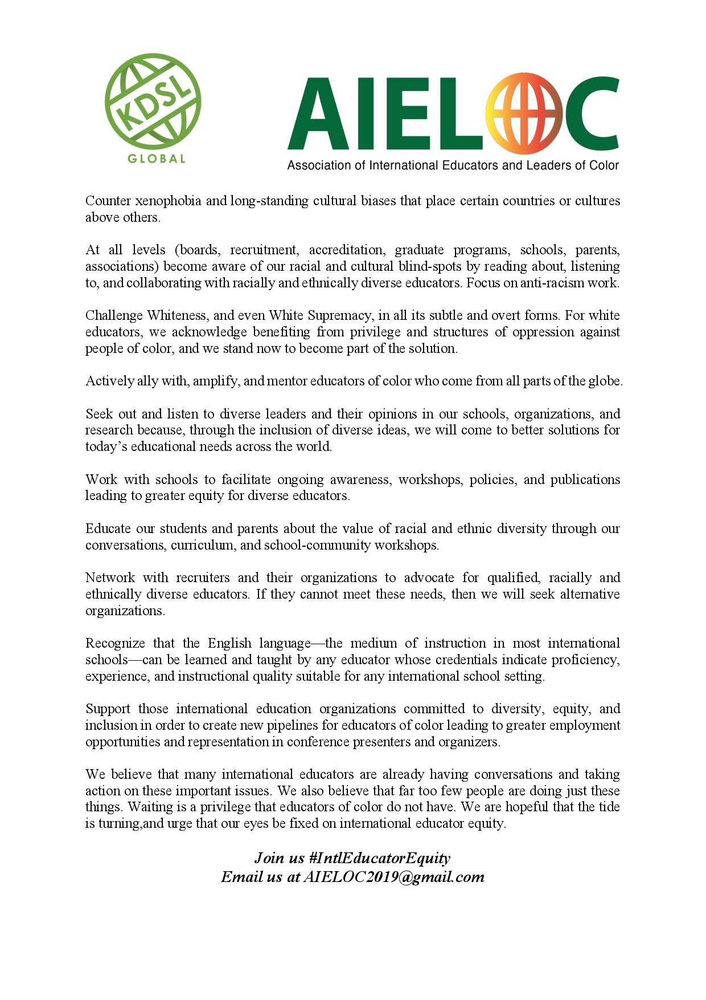 KDSL
GLOBAL
AIELOC
Association of International Educators and Leaders of Color
Counter xenophobia and long-standing cultural biases that place certain countries or cultures
above others.
At all levels (boards, recruitment, accreditation, graduate programs, schools, parents,
associations) become aware of our racial and cultural blind-spots by reading about, listening
to, and collaborating with racially and ethnically diverse educators. Focus on anti-racism work.
Challenge Whiteness, and even White Supremacy, in all its subtle and overt forms. For white
educators, we acknowledge benefiting from privilege and structures of oppression against
people of color, and we stand now to become part of the solution.
Actively ally with, amplify, and mentor educators of color who come from all parts of the globe.
Seek out and listen to diverse leaders and their opinions in our schools, organizations, and
research because, through the inclusion of diverse ideas, we will come to better solutions for
today’s educational needs across the world.
Work with schools to facilitate ongoing awareness, workshops, policies, and publications
leading to greater equity for diverse educators.
Educate our students and parents about the value of racial and ethnic diversity through our
conversations, curriculum, and school-community workshops.
Network with recruiters and their organizations to advocate for qualified, racially and
ethnically diverse educators. If they cannot meet these needs, then we will seek alternative
organizations.
Recognize that the English language—the medium of instruction in most international
schools—can be learned and taught by any educator whose credentials indicate proficiency,
experience, and instructional quality suitable for any international school setting.
Support those international education organizations committed to diversity, equity, and
inclusion in order to create new pipelines for educators of color leading to greater employment
opportunities and representation in conference presenters and organizers.
We believe that many international educators are already having conversations and taking
action on these important issues. We also believe that far too few people are doing just these
things. Waiting is a privilege that educators of color do not have. We are hopeful that the tide
is turning,and urge that our eyes be fixed on international educator equity.
Join us #IntlEducatorEquity
Email us at AIELOC2019@gmail.com